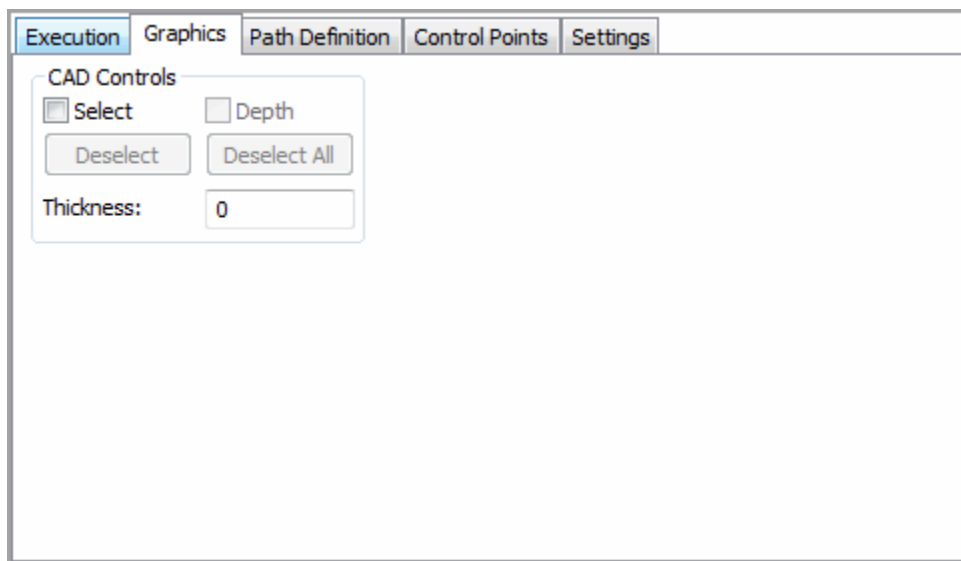 Execution Graphics Path Definition Control Points Settings
CAD Controls
Select Depth
Deselect Deselect All
Thickness: 0